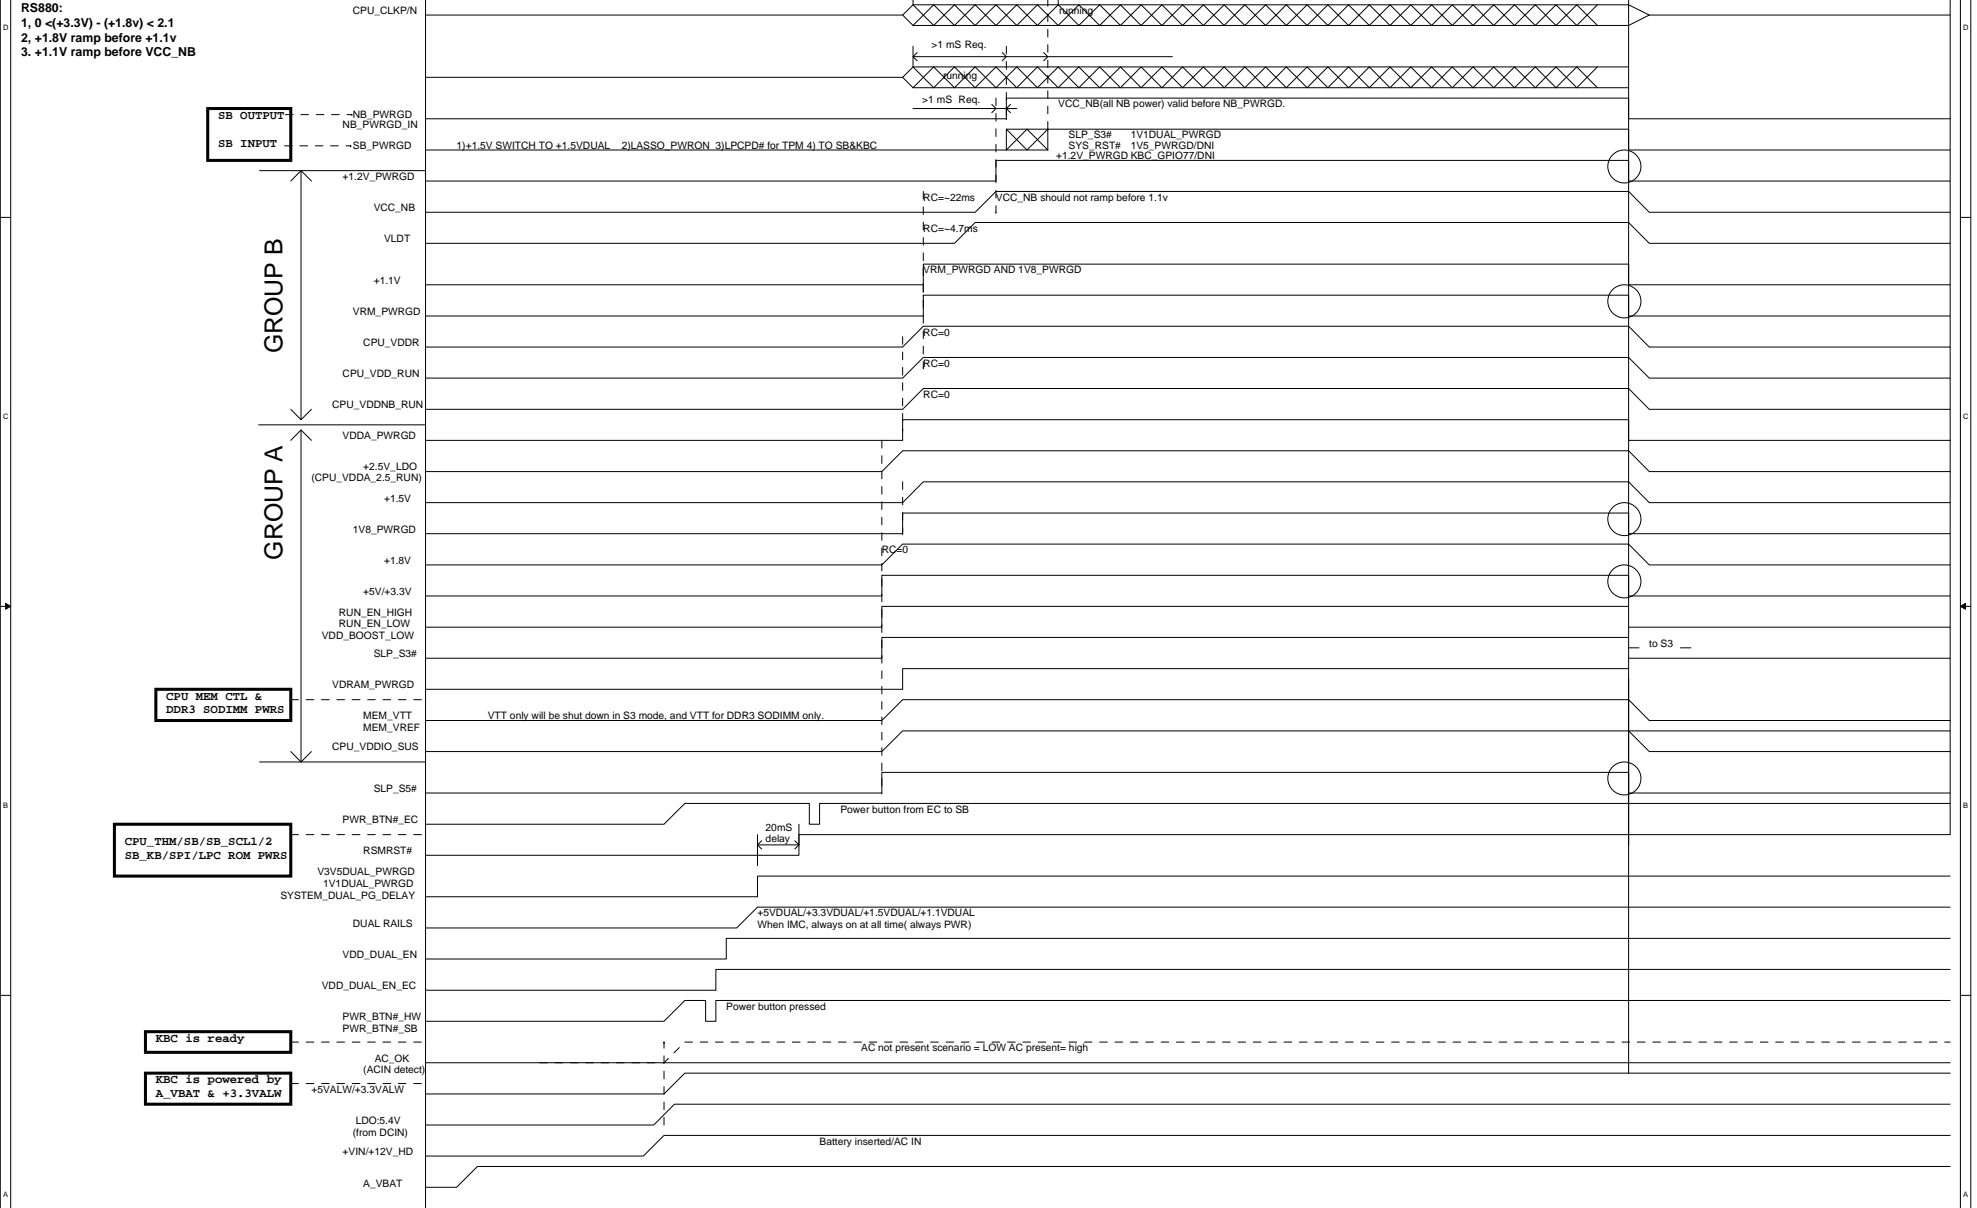 RS880:
1, 0 <(+3.3V) - (+1.8v) < 2.1
2, +1.8V ramp before +1.1v
3. +1.1V ramp before VCC_NB
CPU_CLKP/N
running
>1 mS Req.
running
>1 mS Req.
VCC_NB(all NB power) valid before NB_PWRGD.
SB OUTPUT
NB_PWRGD
NB_PWRGD_IN
SB INPUT
SB_PWRGD
1)+1.5V SWITCH TO +1.5VDUAL 2)LASSO_PWRON 3)LPCPD# for TPM 4) TO SB&KBC
SLP_S3# 1V1DUAL_PWRGD
SYS_RST# 1V5_PWRGD/DNI
+1.2V_PWRGD KBC_GPIO77/DNI
+1.2V_PWRGD
VCC_NB
RC=~22ms
VCC_NB should not ramp before 1.1v
VLDT
RC=~4.7ms
GROUP B
+1.1V
VRM_PWRGD AND 1V8_PWRGD
VRM_PWRGD
CPU_VDDR
RC=0
CPU_VDD_RUN
RC=0
CPU_VDDNB_RUN
RC=0
VDDA_PWRGD
GROUP A
+2.5V_LDO
(CPU_VDDA_2.5_RUN)
+1.5V
1V8_PWRGD
+1.8V
RC=0
+5V/+3.3V
RUN_EN_HIGH
RUN_EN_LOW
VDD_BOOST_LOW
SLP_S3#
to S3
VDRAM_PWRGD
CPU MEM CTL &
DDR3 SODIMM PWRS
MEM_VTT
MEM_VREF
VTT only will be shut down in S3 mode, and VTT for DDR3 SODIMM only.
CPU_VDDIO_SUS
SLP_S5#
PWR_BTN#_EC
Power button from EC to SB
CPU_THM/SB/SB_SCL1/2
SB_KB/SPI/LPC ROM PWRS
20mS
delay
RSMRST#
V3V5DUAL_PWRGD
1V1DUAL_PWRGD
SYSTEM_DUAL_PG_DELAY
DUAL RAILS
+5VDUAL/+3.3VDUAL/+1.5VDUAL/+1.1VDUAL
When IMC, always on at all time( always PWR)
VDD_DUAL_EN
VDD_DUAL_EN_EC
PWR_BTN#_HW
PWR_BTN#_SB
Power button pressed
KBC is ready
AC_OK
(ACIN detect)
AC not present scenario = LOW AC present= high
KBC is powered by
A_VBAT & +3.3VALW
+5VALW/+3.3VALW
LDO:5.4V
(from DCIN)
+VIN/+12V_HD
Battery inserted/AC IN
A_VBAT
D
D
C
C
B
B
A
A